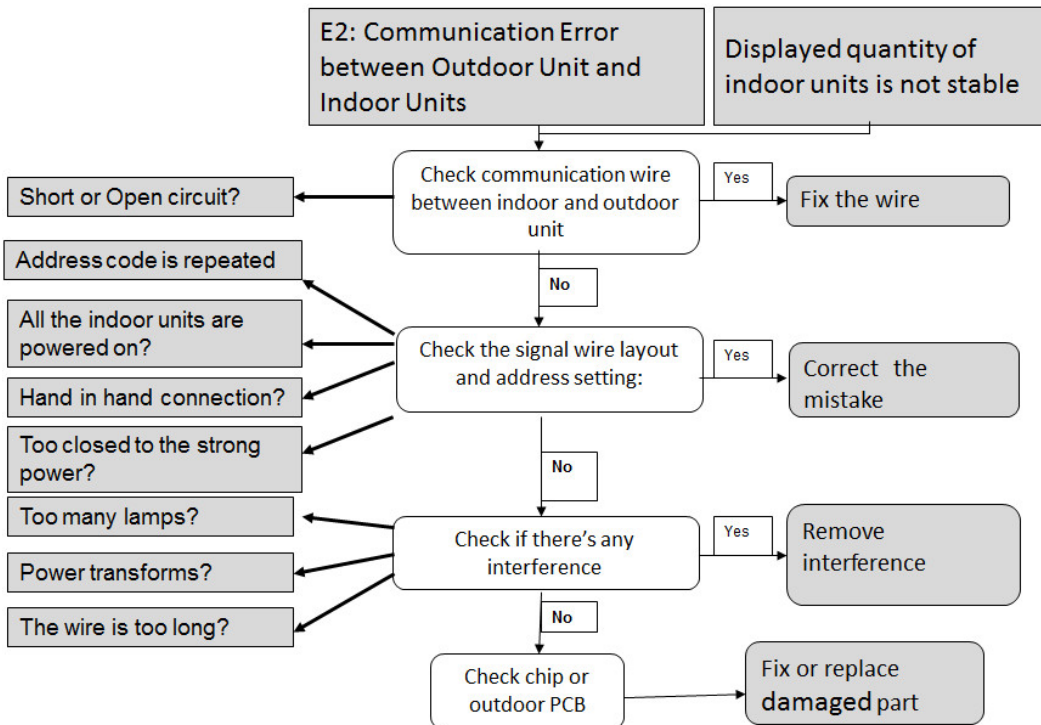 E2: Communication Error
between Outdoor Unit and
Indoor Units
Displayed quantity of
indoor units is not stable
Check communication wire
between indoor and outdoor
unit
Yes
Fix the wire
Short or Open circuit?
No
Address code is repeated
All the indoor units are
powered on?
Hand in hand connection?
Too closed to the strong
power?
Check the signal wire layout
and address setting:
Yes
Correct the
mistake
No
Too many lamps?
Power transforms?
The wire is too long?
Check if there's any
interference
Yes
Remove
interference
No
Check chip or
outdoor PCB
Fix or replace
damaged part